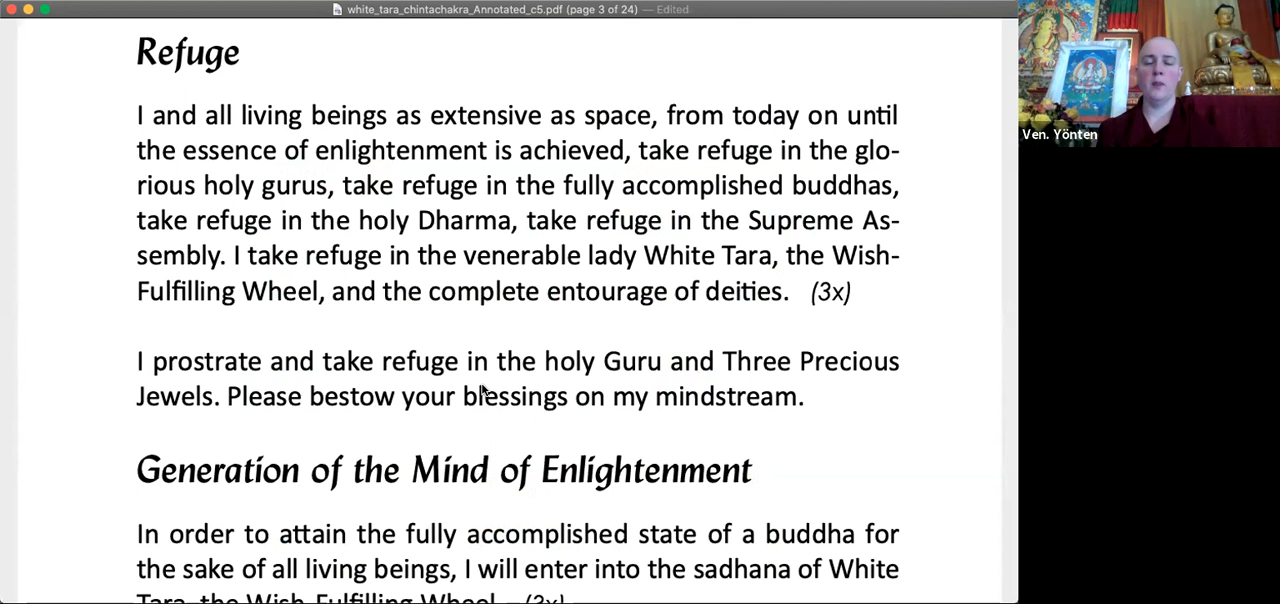 white_tara_chintachakra_Annotated_c5.pdf (page 3 of 24) — Edited
Refuge
I and all living beings as extensive as space, from today on until
the essence of enlightenment is achieved, take refuge in the glo-
rious holy gurus, take refuge in the fully accomplished buddhas,
take refuge in the holy Dharma, take refuge in the Supreme As-
sembly. I take refuge in the venerable lady White Tara, the Wish-
Fulfilling Wheel, and the complete entourage of deities. (3x)
I prostrate and take refuge in the holy Guru and Three Precious
Jewels. Please bestow your blessings on my mindstream.
Generation of the Mind of Enlightenment
In order to attain the fully accomplished state of a buddha for
the sake of all living beings, I will enter into the sadhana of White
Tara, the Wish-Fulfilling Wheel. (3x)
Ven. Yönten